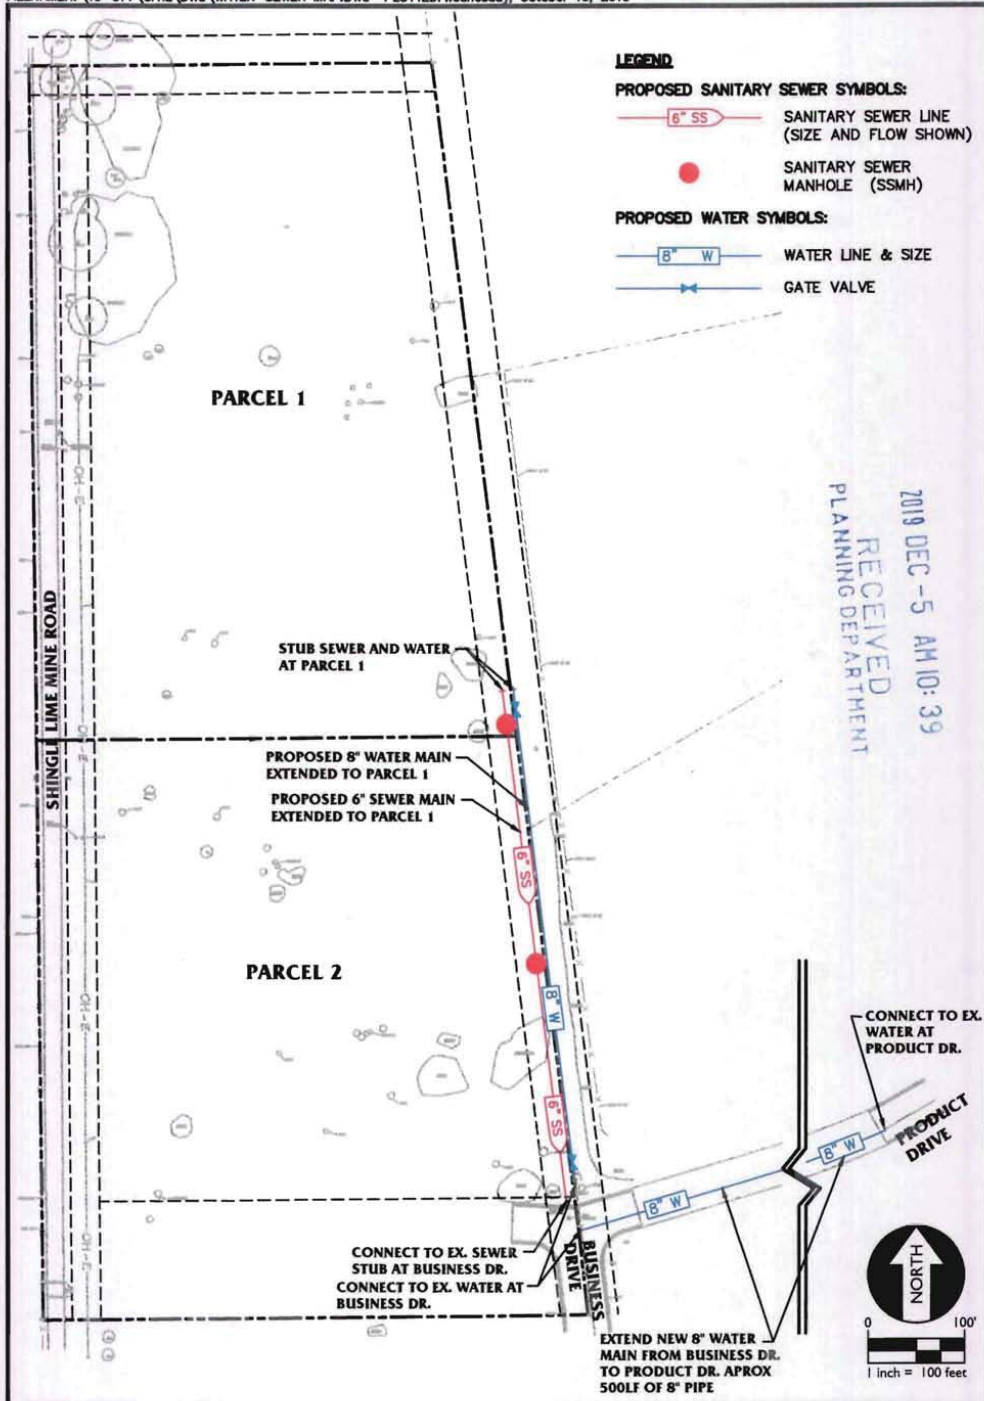 LEGEND
PROPOSED SANITARY SEWER SYMBOLS:
6" SS
SANITARY SEWER LINE
(SIZE AND FLOW SHOWN)
SANITARY SEWER
MANHOLE (SSMH)
PROPOSED WATER SYMBOLS:
8" W
WATER LINE & SIZE
GATE VALVE
PARCEL 1
2019 DEC -5 AM 10:39
RECEIVED
PLANNING DEPARTMENT
SHINGLE LIME MINE ROAD
STUB SEWER AND WATER
AT PARCEL 1
PROPOSED 8" WATER MAIN
EXTENDED TO PARCEL 1
PROPOSED 6" SEWER MAIN
EXTENDED TO PARCEL 1
6" SS
PARCEL 2
8" W
6" SS
CONNECT TO EX.
WATER AT
PRODUCT DR.
PRODUCT
DRIVE
8" W
8" W
CONNECT TO EX. SEWER
STUB AT BUSINESS DR.
CONNECT TO EX. WATER AT
BUSINESS DR.
BUSINESS
DRIVE
EXTEND NEW 8" WATER
MAIN FROM BUSINESS DR.
TO PRODUCT DR. APROX
500LF OF 8" PIPE
NORTH
0 100'
1 inch = 100 feet